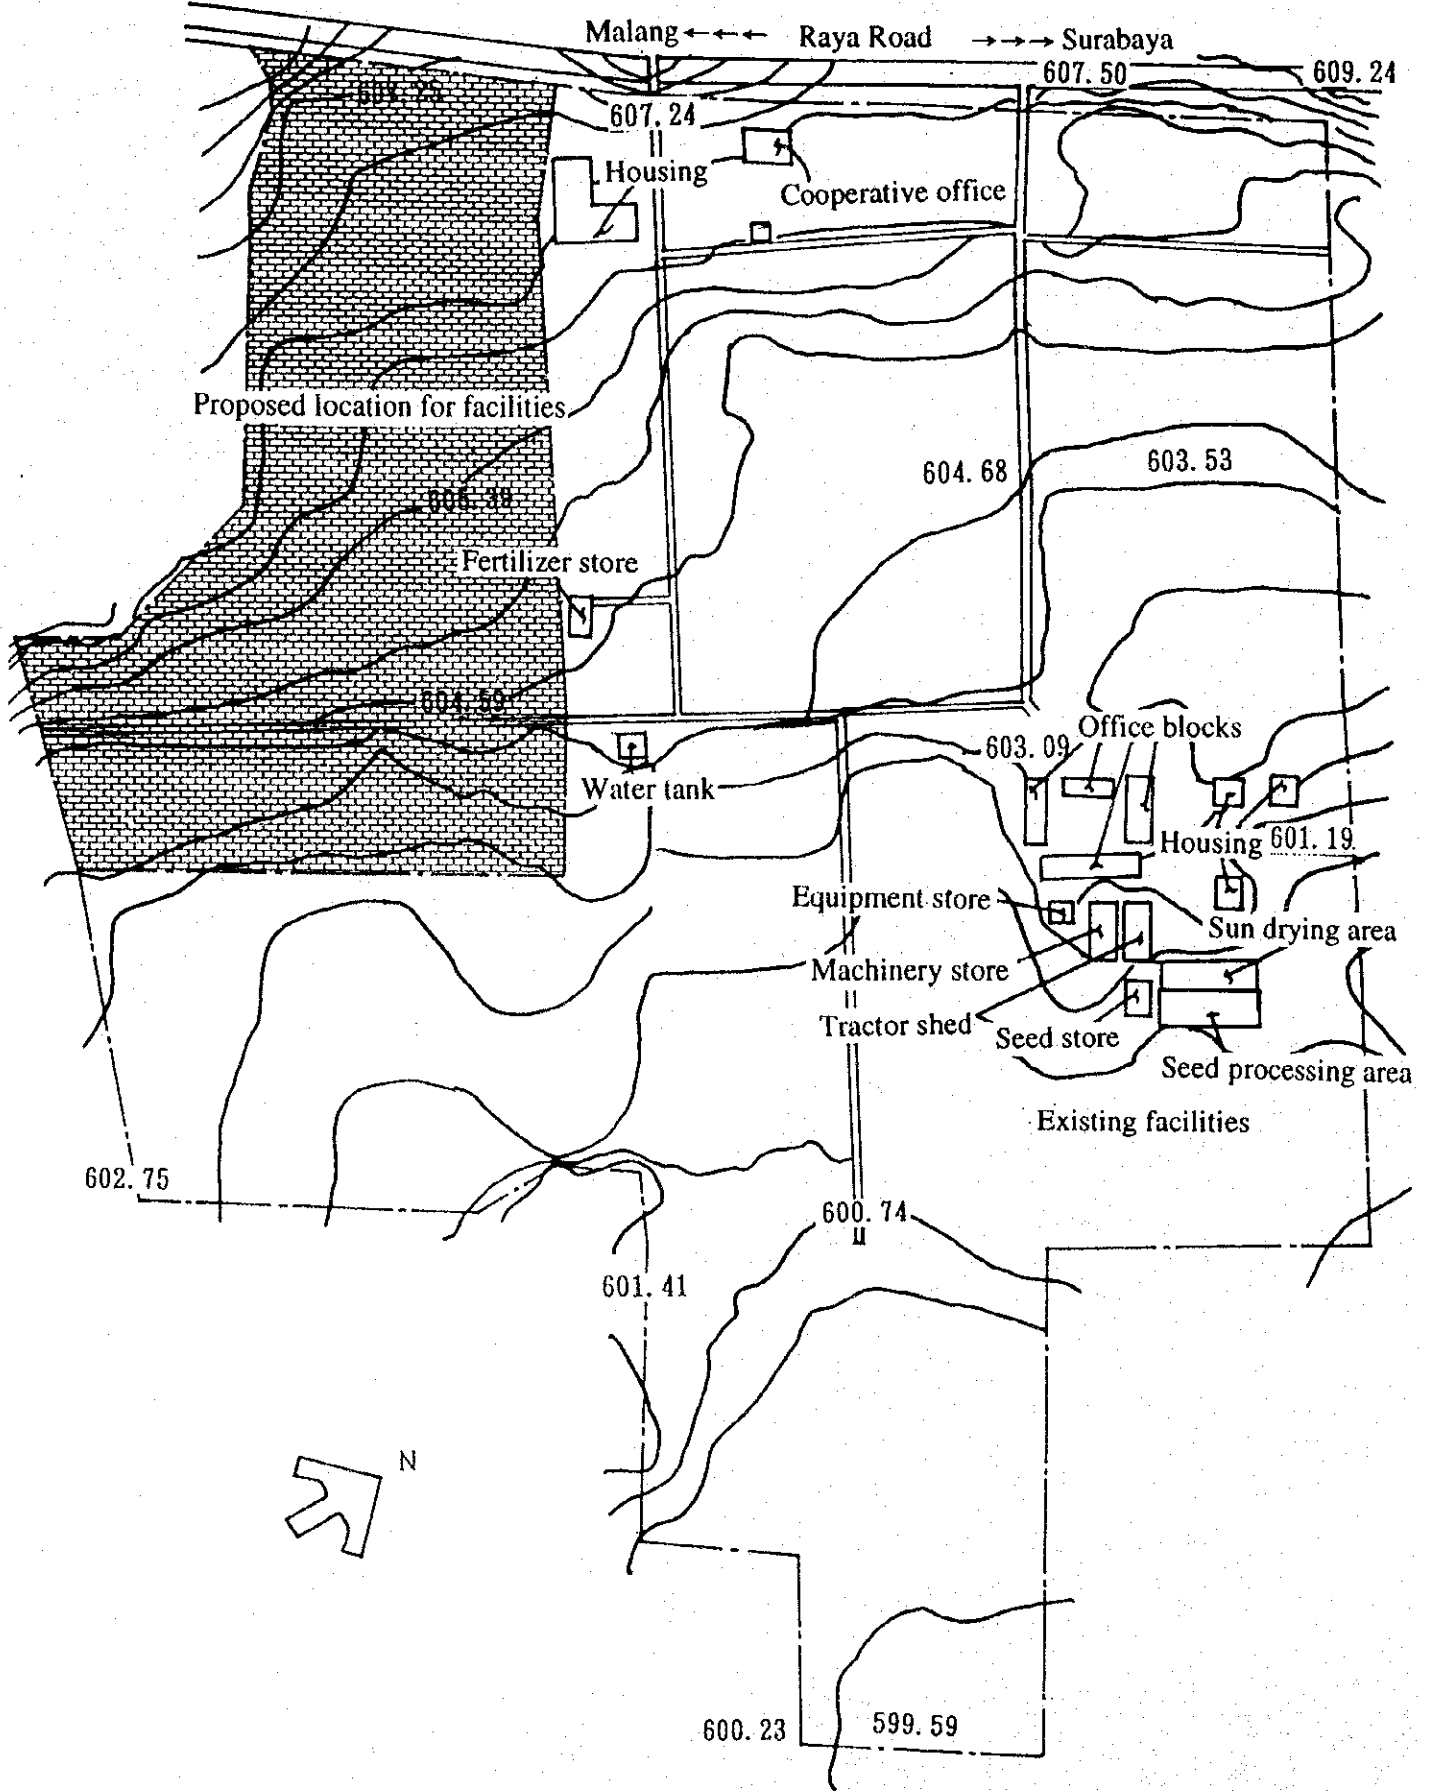 Malang ←←← Raya Road →→→ Surabaya
607.50 609.24
607.24
Housing
Cooperative office
Proposed location for facilities
604.68 603.53
Fertilizer store
604.59
603.09 Office blocks
Water tank
Housing 601.19
Equipment store
Sun drying area
Machinery store
Tractor shed
Seed store
Seed processing area
Existing facilities
602.75
600.74
601.41
N
600.23 599.59